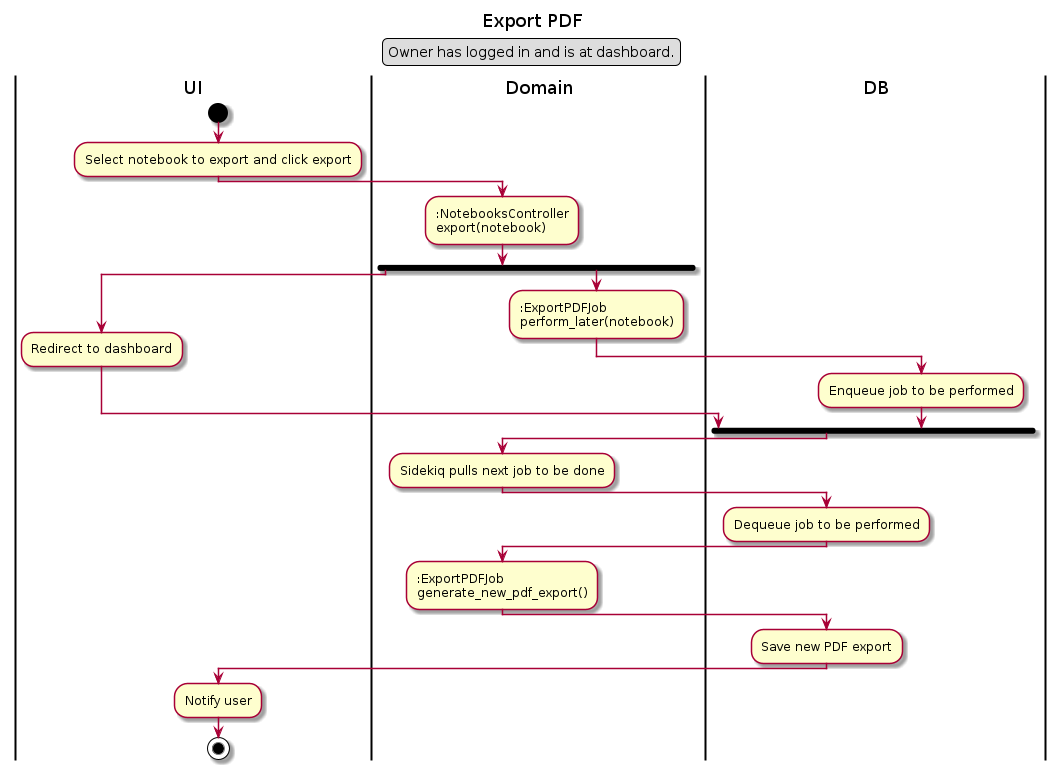 Export PDF
Owner has logged in and is at dashboard.
UI
Domain
DB
Select notebook to export and click export
:NotebooksController
export(notebook)
:ExportPDFJob
perform_later(notebook)
Redirect to dashboard
Enqueue job to be performed
Sidekiq pulls next job to be done
Dequeue job to be performed
:ExportPDFJob
generate_new_pdf_export()
Save new PDF export
Notify user